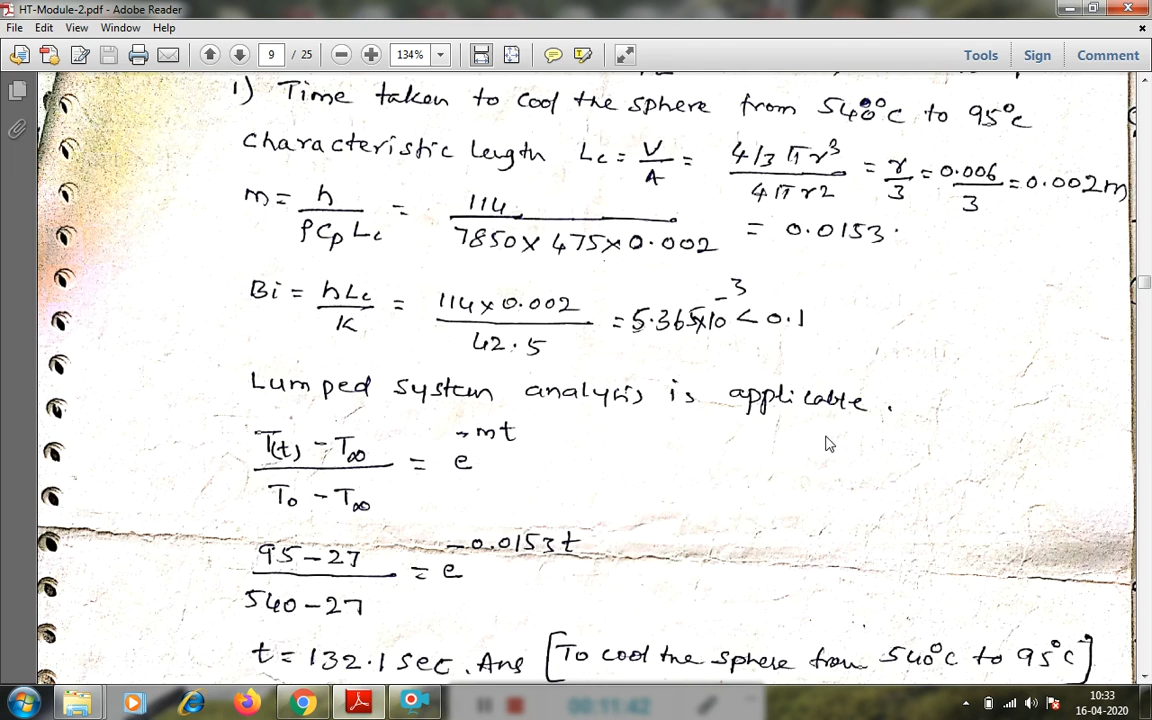 HT-Module-2.pdf - Adobe Reader
File Edit View Window Help
9 / 25 134% Tools Sign Comment
1) Time taken to cool the sphere from 540°C to 95°C
characteristic length Lc = V/A = 4/3 πr3 / 4πr2 = r/3 = 0.006/3 = 0.002m
m = h / ρCpLc = 114 / 7850 × 475 × 0.002 = 0.0153.
Bi = hLc / K = 114 × 0.002 / 42.5 = 5.365×10^-3 < 0.1
Lumped system analysis is applicable.
T(t) - T∞ / T0 - T∞ = e^-mt
95-27 / 540-27 = e^-0.0153t
t = 132.1 sec. Ans [To cool the sphere from 540°C to 95°C]
00:11:42
10:33
16-04-2020